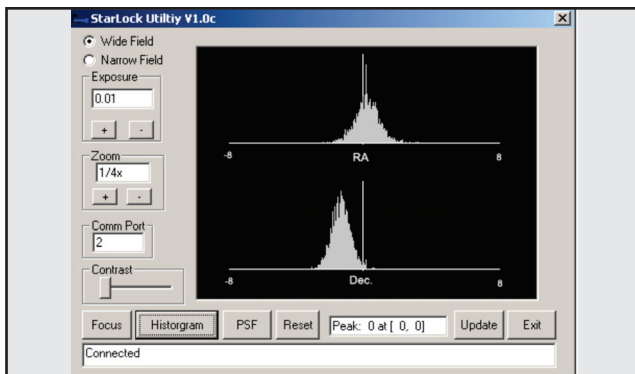 StarLock Utiltiy V1.0c
Wide Field
Narrow Field
Exposure
0.01
+ -
Zoom
1/4x
+ -
Comm Port
2
Contrast
-8 RA 8
-8 Dec. 8
Focus Historgram PSF Reset Peak: 0 at [ 0, 0] Update Exit
Connected